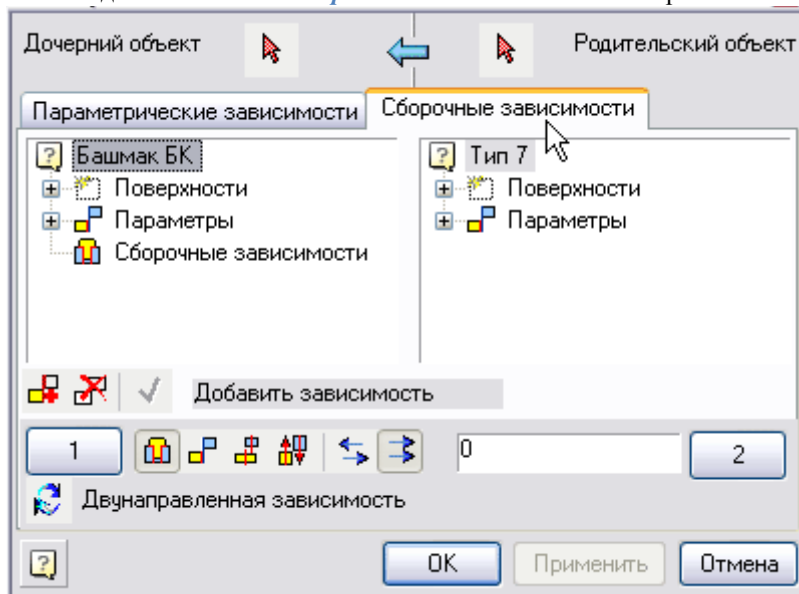 Дочерний объект
Родительский объект
Параметрические зависимости
Сборочные зависимости
Башмак БК
Поверхности
Параметры
Сборочные зависимости
Тип 7
Поверхности
Параметры
Добавить зависимость
1
0
2
Двунаправленная зависимость
OK
Применить
Отмена